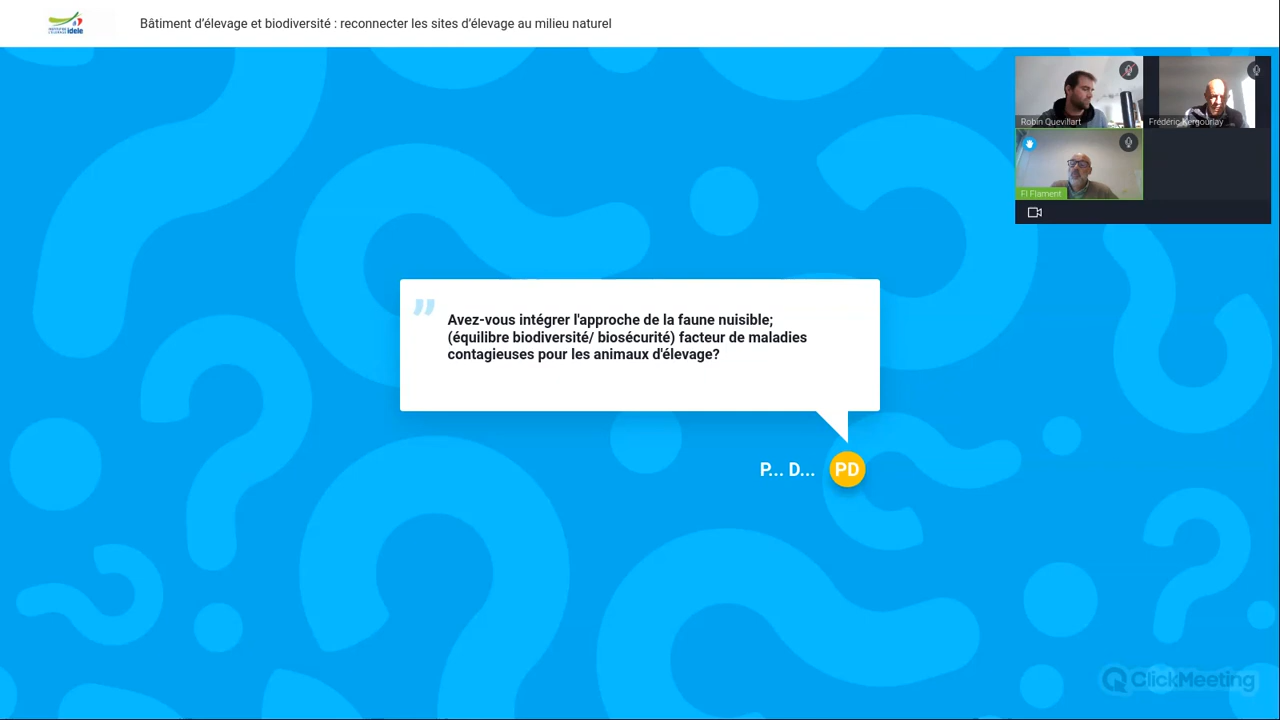 idele
Bâtiment d'élevage et biodiversité : reconnecter les sites d'élevage au milieu naturel
Robin Quevillart
Frédéric Kergourlay
Fl Flament
Avez-vous intégrer l'approche de la faune nuisible;
(équilibre biodiversité/ biosécurité) facteur de maladies
contagieuses pour les animaux d'élevage?
P... D...
PD
ClickMeeting